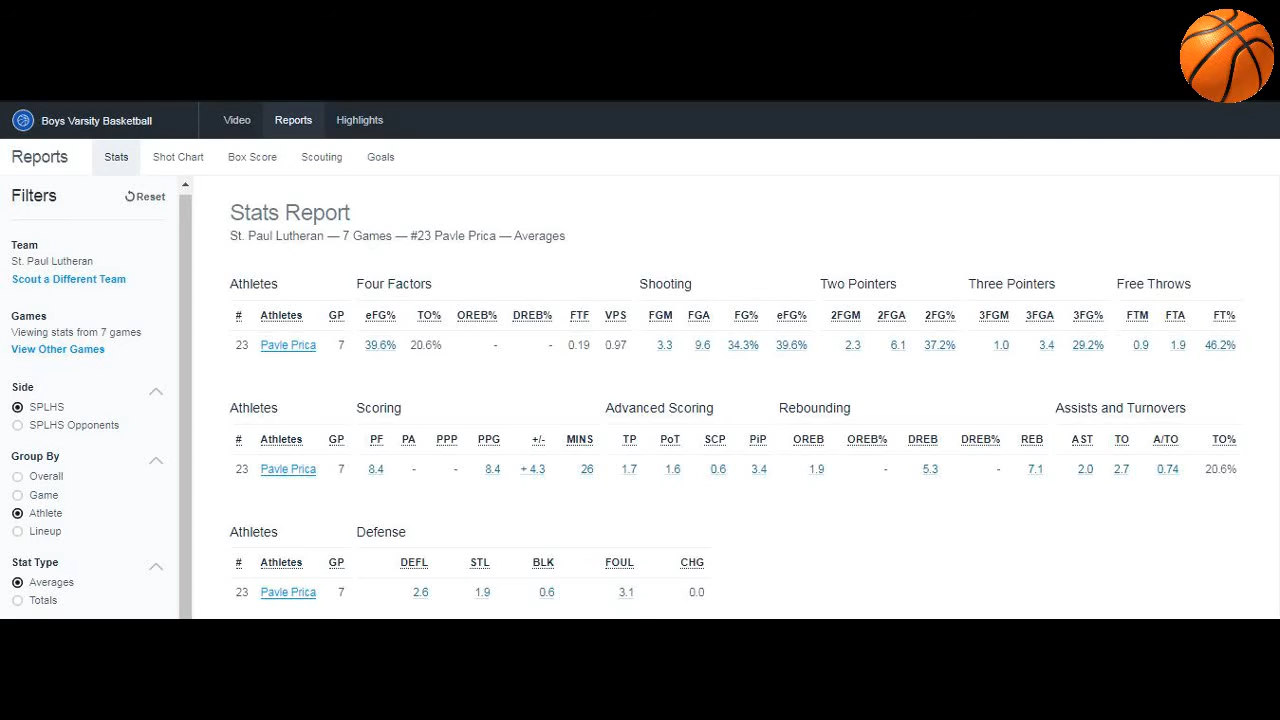 Boys Varsity Basketball Video Reports Highlights
Reports Stats Shot Chart Box Score Scouting Goals
Filters Reset
Team
St. Paul Lutheran
Scout a Different Team
Games
Viewing stats from 7 games
View Other Games
Side
SPLHS
SPLHS Opponents
Group By
Overall
Game
Athlete
Lineup
Stat Type
Averages
Totals
Stats Report
St. Paul Lutheran — 7 Games — #23 Pavle Prica — Averages
Athletes Four Factors Shooting Two Pointers Three Pointers Free Throws
# Athletes GP eFG% TO% OREB% DREB% FTF VPS FGM FGA FG% eFG% 2FGM 2FGA 2FG% 3FGM 3FGA 3FG% FTM FTA FT%
23 Pavle Prica 7 39.6% 20.6% - - 0.19 0.97 3.3 9.6 34.3% 39.6% 2.3 6.1 37.2% 1.0 3.4 29.2% 0.9 1.9 46.2%
Athletes Scoring Advanced Scoring Rebounding Assists and Turnovers
# Athletes GP PF PA PPP PPG +/- MINS TP PoT SCP PiP OREB OREB% DREB DREB% REB AST TO A/TO TO%
23 Pavle Prica 7 8.4 - - 8.4 + 4.3 26 1.7 1.6 0.6 3.4 1.9 - 5.3 - 7.1 2.0 2.7 0.74 20.6%
Athletes Defense
# Athletes GP DEFL STL BLK FOUL CHG
23 Pavle Prica 7 2.6 1.9 0.6 3.1 0.0